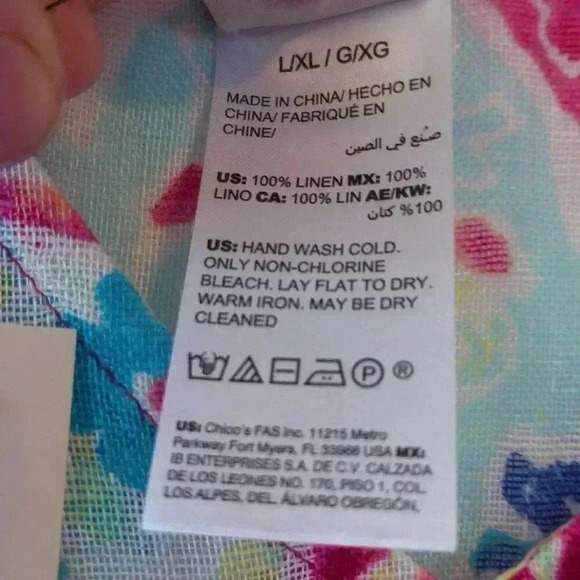 L/XL / G/XG
MADE IN CHINA/ HECHO EN
CHINA/ FABRIQUÉ EN
CHINE/
صُنع في الصين
US: 100% LINEN MX: 100%
LINO CA: 100% LIN AE/KW:
100% كتان
US: HAND WASH COLD.
ONLY NON-CHLORINE
BLEACH. LAY FLAT TO DRY.
WARM IRON. MAY BE DRY
CLEANED
P ®
US: Chico's FAS Inc. 11215 Metro
Parkway Fort Myers, FL 33966 USA MX:
IB ENTERPRISES S.A. DE C.V. CALZADA
DE LOS LEONES NO. 170, PISO 1, COL.
LOS ALPES, DEL. ÁLVARO OBREGÓN,